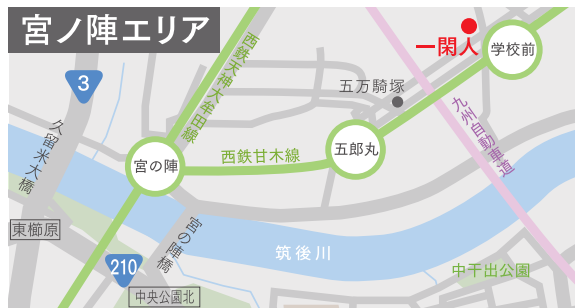 宮ノ陣エリア
一閑人
学校前
3
西鉄天神大牟田線
五万騎塚
九州自動車道
久留米大橋
五郎丸
宮の陣
西鉄甘木線
東櫛原
宮の陣橋
筑後川
210
中央公園北
中干出公園